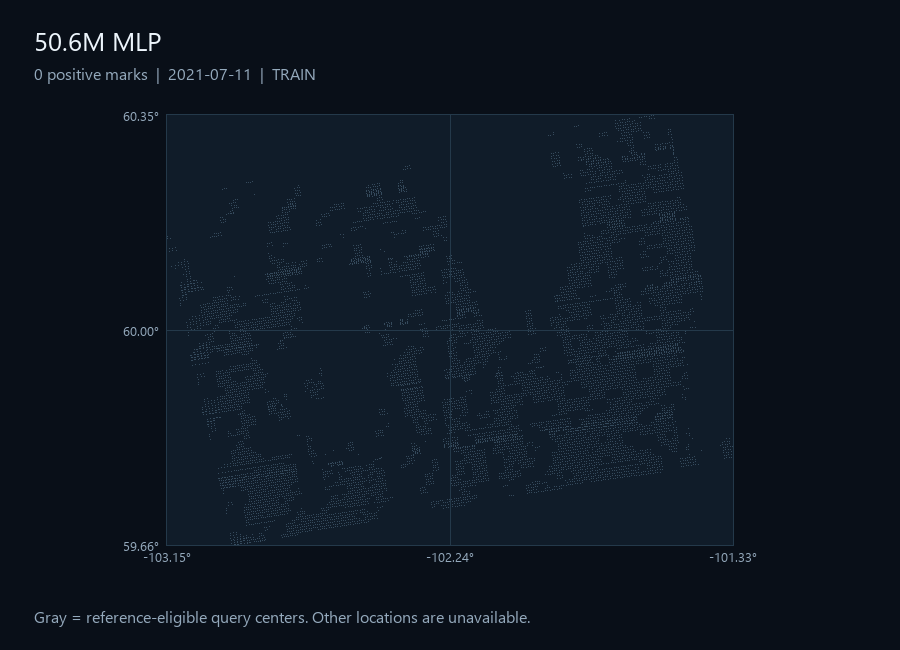 50.6M MLP
0 positive marks | 2021-07-11 | TRAIN
60.35°
60.00°
59.66°
-103.15° -102.24° -101.33°
Gray = reference-eligible query centers. Other locations are unavailable.